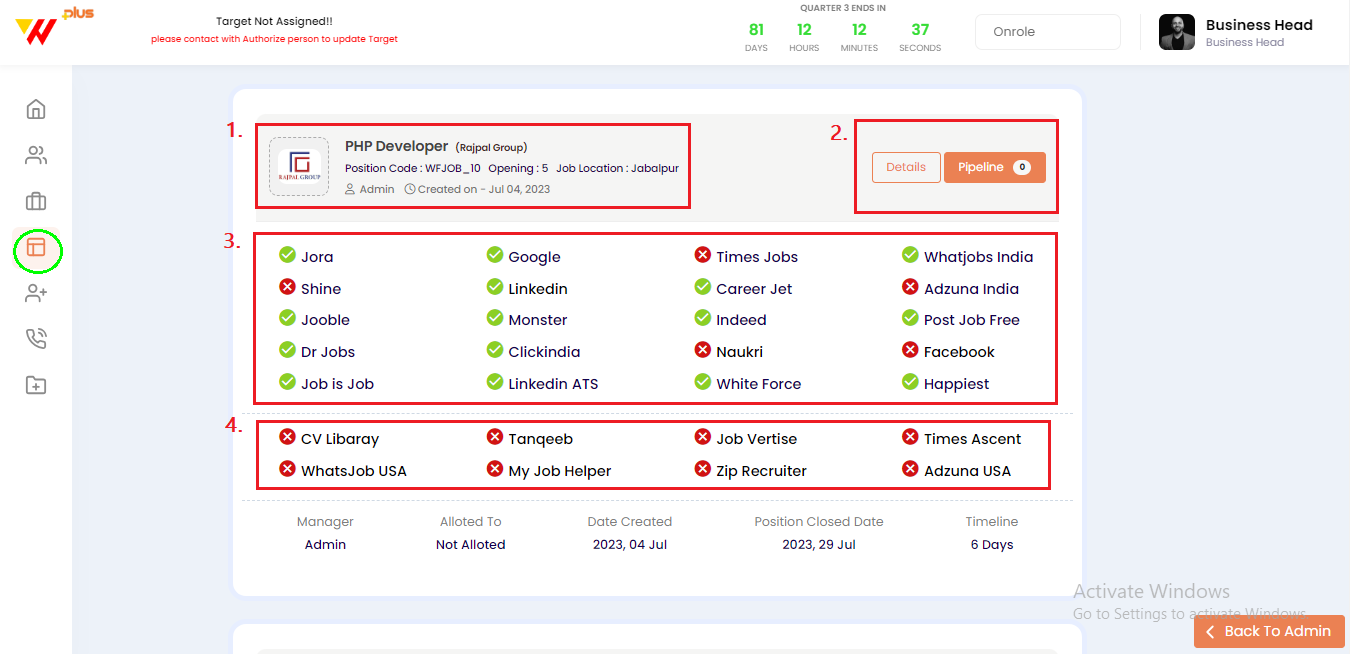 plus
Target Not Assigned!!
please contact with Authorize person to update Target
QUARTER 3 ENDS IN
81 12 12 37
DAYS HOURS MINUTES SECONDS
Onrole
Business Head
Business Head
1.
RAJPAL GROUP
PHP Developer (Rajpal Group)
Position Code : WFJOB_10 Opening : 5 Job Location : Jabalpur
Admin Created on - Jul 04, 2023
2.
Details Pipeline 0
3.
Jora Google Times Jobs Whatjobs India
Shine Linkedin Career Jet Adzuna India
Jooble Monster Indeed Post Job Free
Dr Jobs Clickindia Naukri Facebook
Job is Job Linkedin ATS White Force Happiest
4.
CV Libaray Tanqeeb Job Vertise Times Ascent
WhatsJob USA My Job Helper Zip Recruiter Adzuna USA
Manager Alloted To Date Created Position Closed Date Timeline
Admin Not Alloted 2023, 04 Jul 2023, 29 Jul 6 Days
Activate Windows
Go to Settings to activate Windows.
Back To Admin